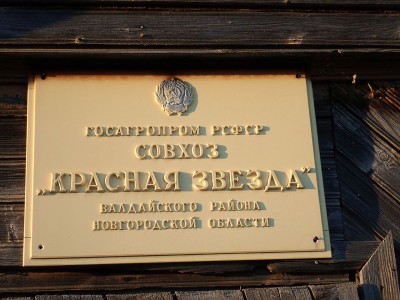 ГОСАГРОПРОМ РСФСР
СОВХОЗ
„КРАСНАЯ ЗВЕЗДА"
ВАЛДАЙСКОГО РАЙОНА
НОВГОРОДСКОЙ ОБЛАСТИ